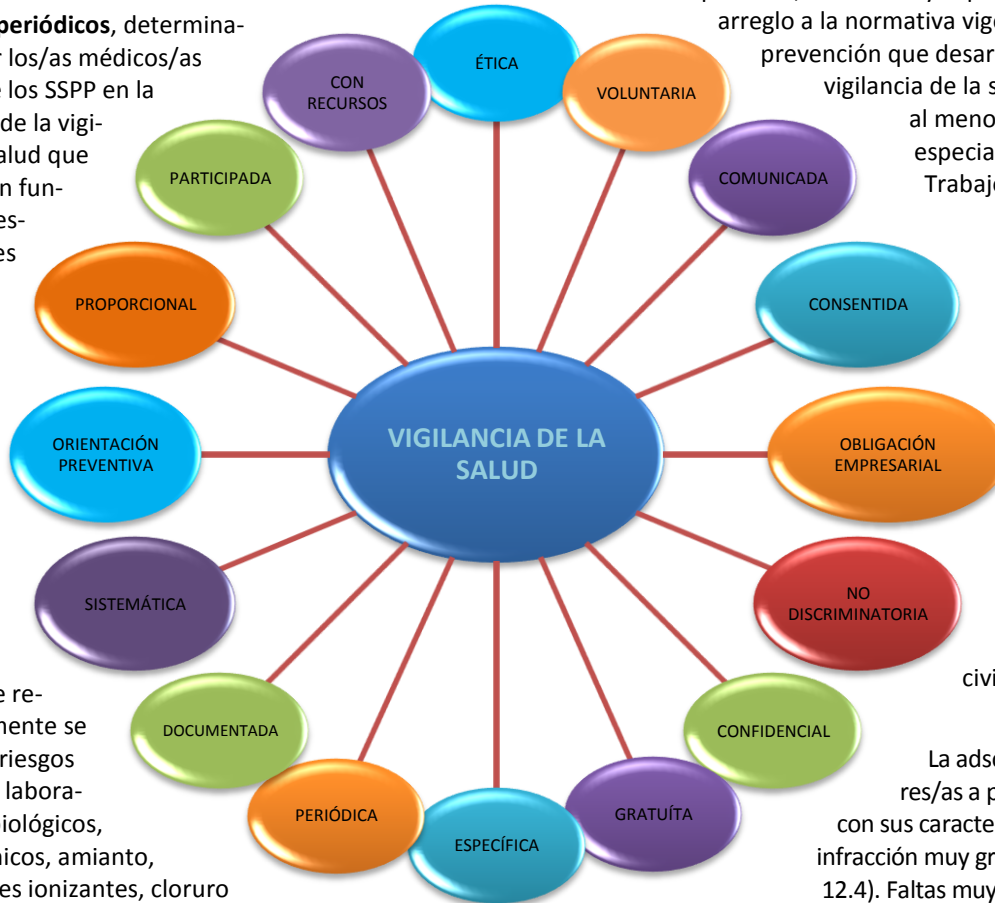 periódicos, determina-
los/as médicos/as
los SSPP en la
de la vigi-
alud que
n fun-
es-
es
arreglo a la normativa vige
prevención que desar
vigilancia de la s
al meno
especia
Trabajo
ÉTICA
VOLUNTARIA
COMUNICADA
CONSENTIDA
OBLIGACIÓN
EMPRESARIAL
NO
DISCRIMINATORIA
CONFIDENCIAL
GRATUÍTA
ESPECÍFICA
PERIÓDICA
DOCUMENTADA
SISTEMÁTICA
ORIENTACIÓN
PREVENTIVA
PROPORCIONAL
PARTICIPADA
CON
RECURSOS
VIGILANCIA DE LA
SALUD
e re-
mente se
riesgos
labora-
biológicos,
nicos, amianto,
es ionizantes, cloruro
civi
La adsc
res/as a p
con sus caracte
infracción muy gr
12.4). Faltas muy